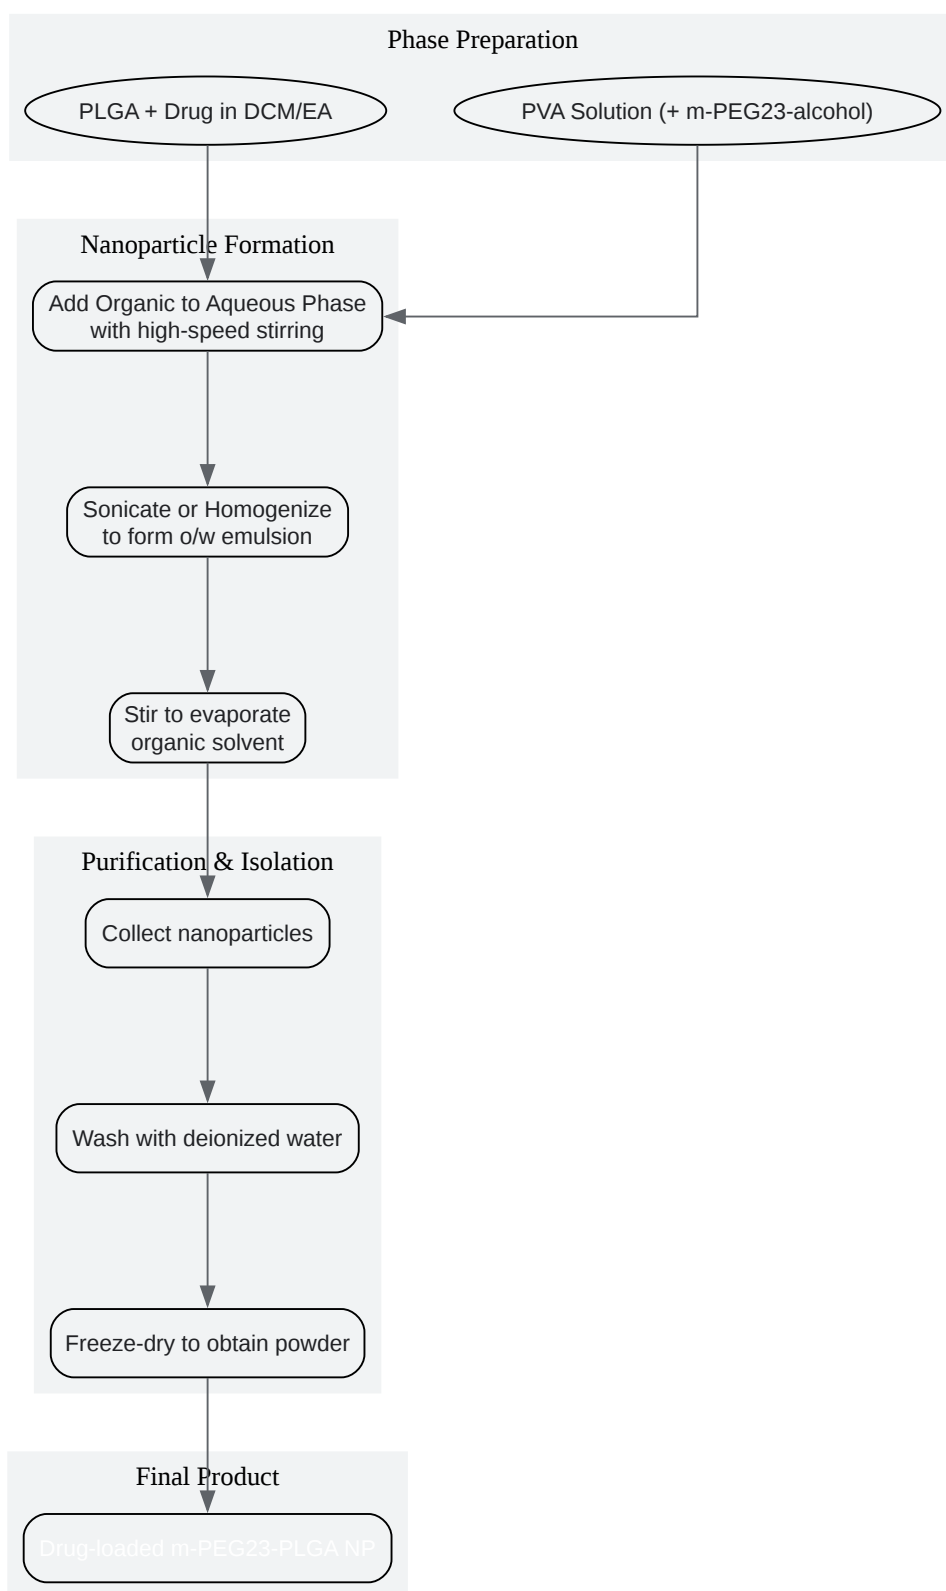 Phase Preparation
PLGA + Drug in DCM/EA
PVA Solution (+ m-PEG23-alcohol)
Nanoparticle Formation
Add Organic to Aqueous Phase
with high-speed stirring
Sonicate or Homogenize
to form o/w emulsion
Stir to evaporate
organic solvent
Purification & Isolation
Collect nanoparticles
Wash with deionized water
Freeze-dry to obtain powder
Final Product
Drug-loaded m-PEG23-PLGA NP